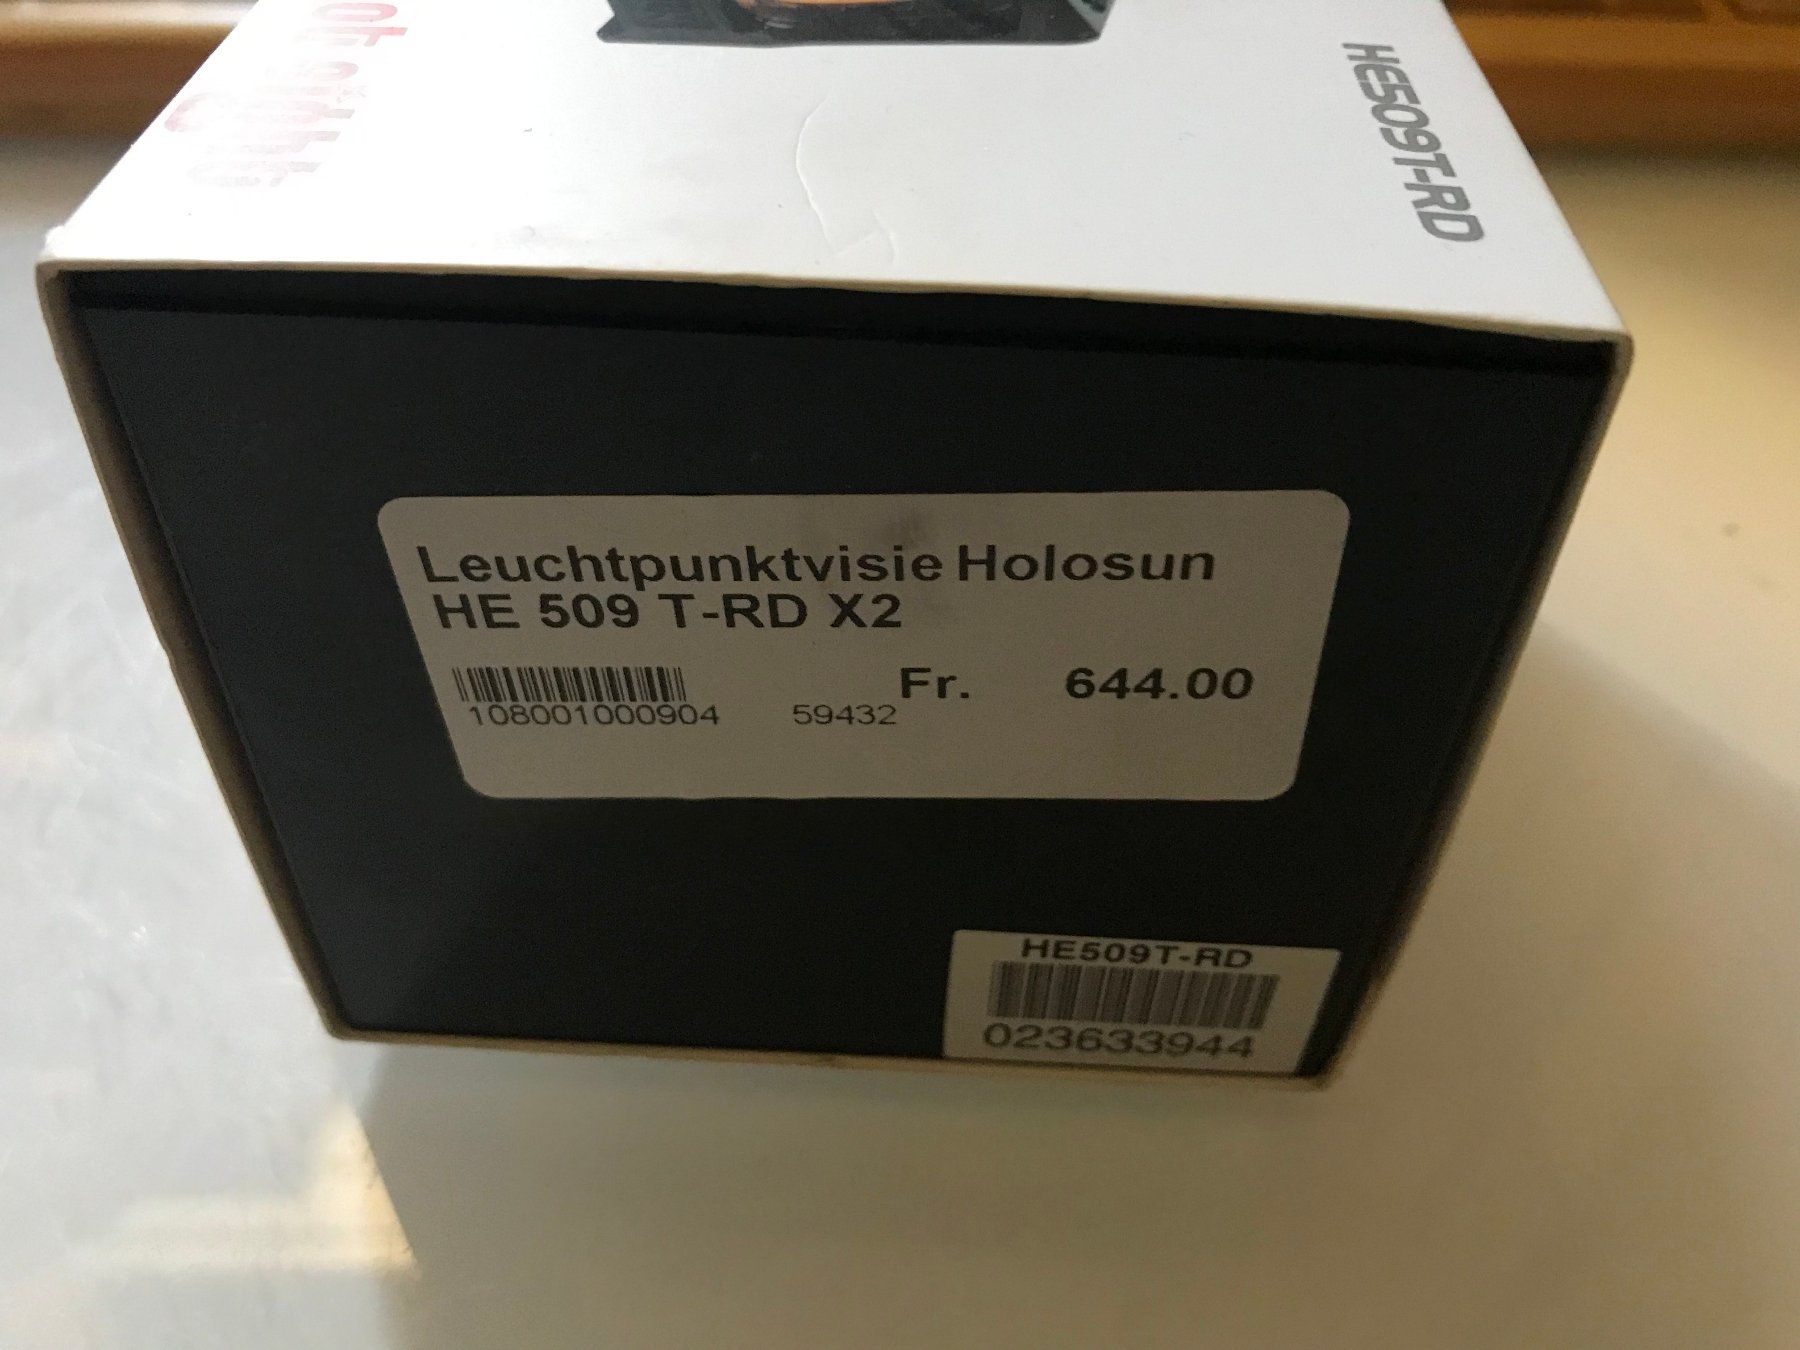 HE509T-RD
Leuchtpunktvisie Holosun
HE 509 T-RD X2
Fr. 644.00
108001000904 59432
HE509T-RD
023633944